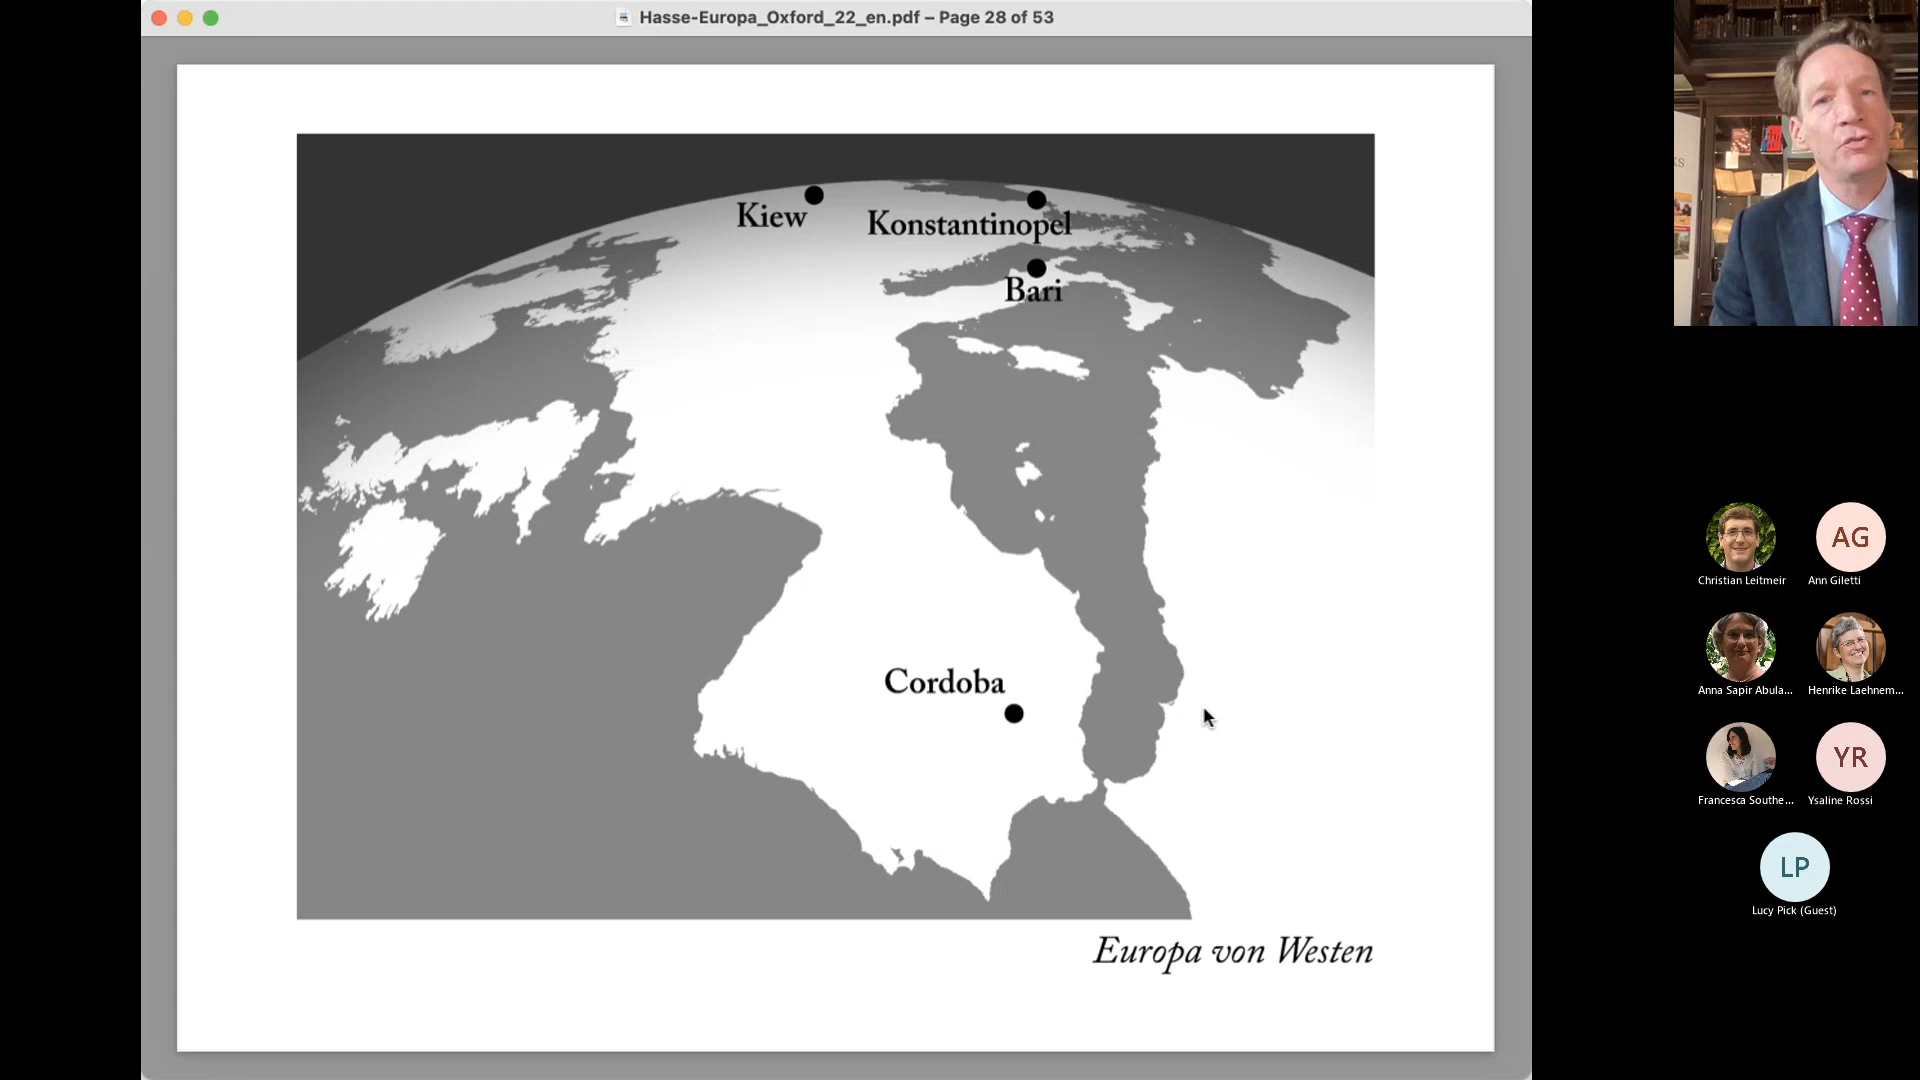 Hasse-Europa_Oxford_22_en.pdf – Page 28 of 53
Kiew
Konstantinopel
Bari
Cordoba
Europa von Westen
AG
Christian Leitmeir
Ann Giletti
Anna Sapir Abula...
Henrike Laehnem...
YR
Francesca Southe...
Ysaline Rossi
LP
Lucy Pick (Guest)